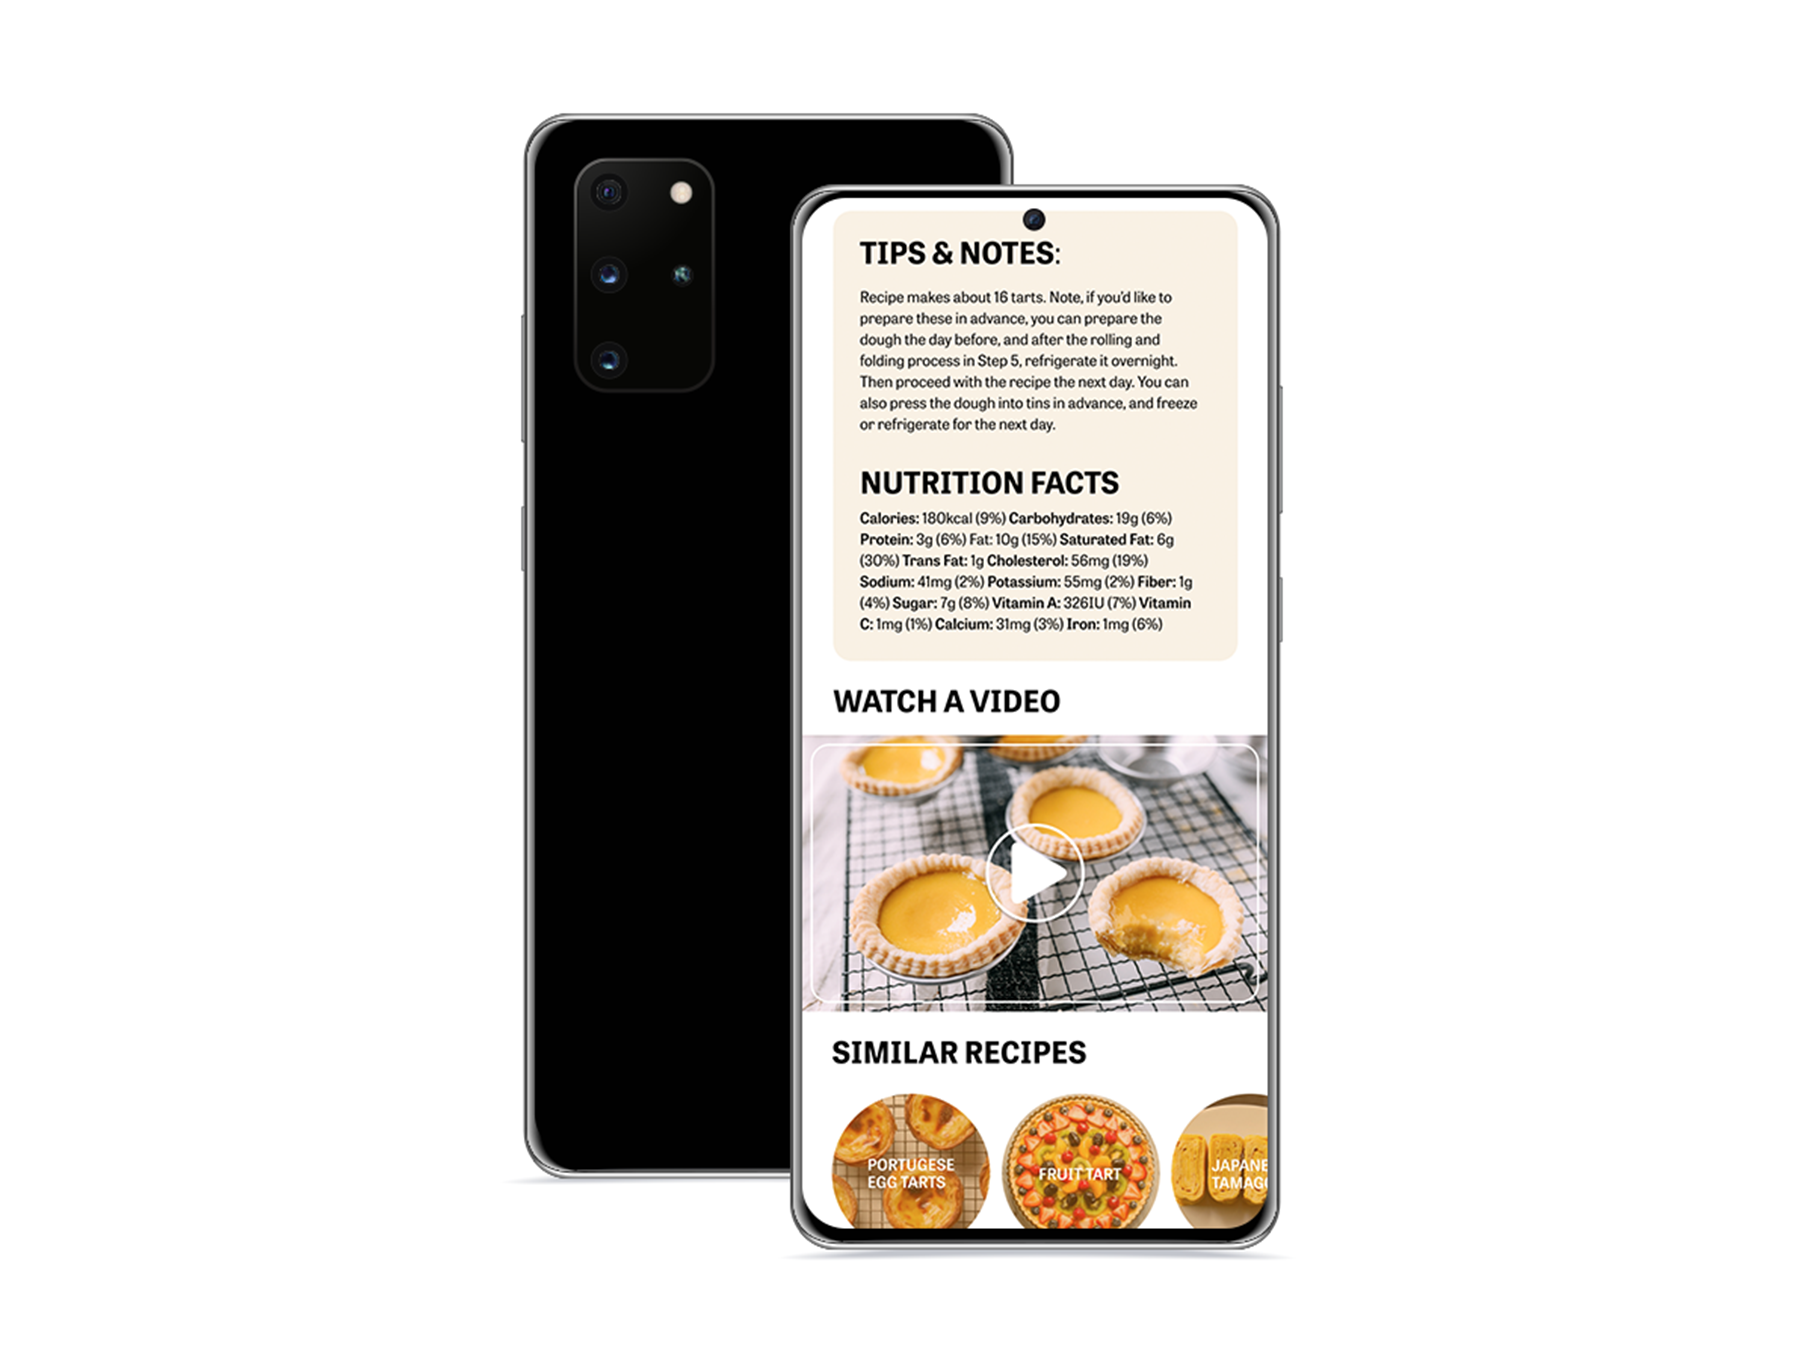 TIPS & NOTES:
Recipe makes about 16 tarts. Note, if you'd like to
prepare these in advance, you can prepare the
dough the day before, and after the rolling and
folding process in Step 5, refrigerate it overnight.
Then proceed with the recipe the next day. You can
also press the dough into tins in advance, and freeze
or refrigerate for the next day.
NUTRITION FACTS
Calories: 180kcal (9%) Carbohydrates: 19g (6%)
Protein: 3g (6%) Fat: 10g (15%) Saturated Fat: 6g
(30%) Trans Fat: 1g Cholesterol: 56mg (19%)
Sodium: 41mg (2%) Potassium: 55mg (2%) Fiber: 1g
(4%) Sugar: 7g (8%) Vitamin A: 326IU (7%) Vitamin
C: 1mg (1%) Calcium: 31mg (3%) Iron: 1mg (6%)
WATCH A VIDEO
SIMILAR RECIPES
PORTUGESE
EGG TARTS
FRUIT TART
JAPANE
TAMAG